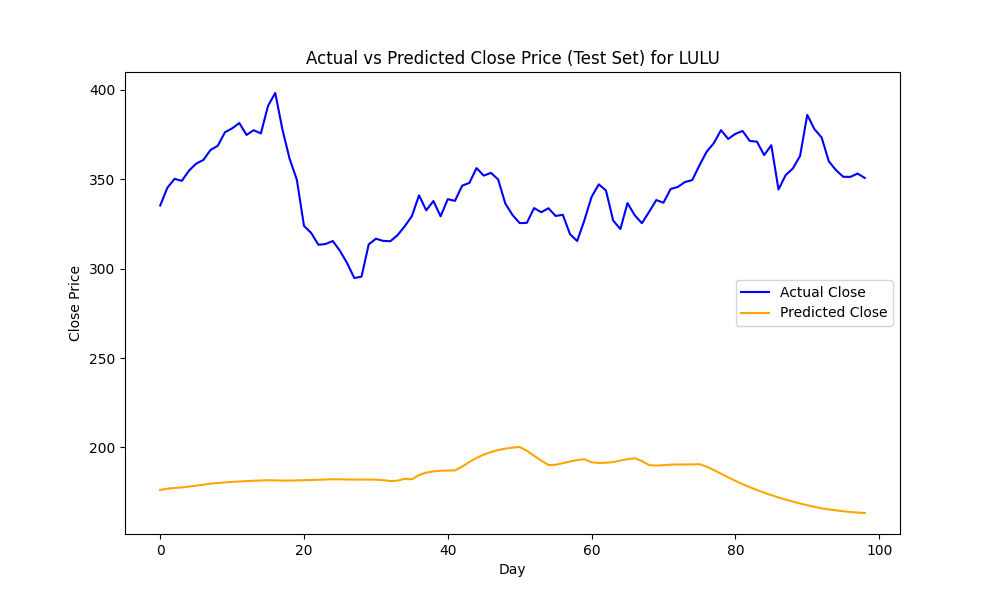 Actual vs Predicted Close Price (Test Set) for LULU
400
350
300
250
200
Close Price
Actual Close
Predicted Close
0 20 40 60 80 100
Day